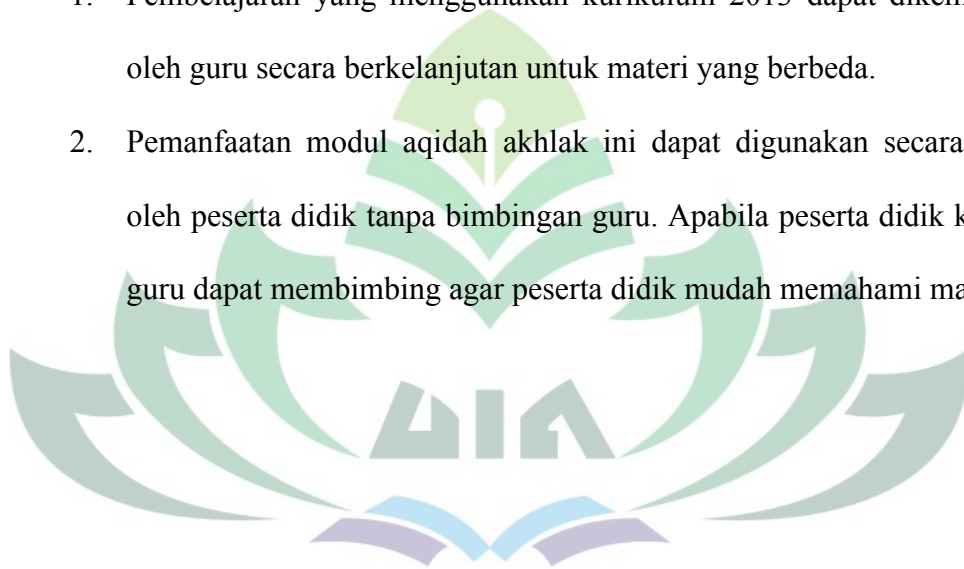 1. Pembelajaran yang menggunakan kurikulum 2013 dapat
oleh guru secara berkelanjutan untuk materi yang berbeda.
2. Pemanfaatan modul aqidah akhlak ini dapat digunakan secara
oleh peserta didik tanpa bimbingan guru. Apabila peserta didik
guru dapat membimbing agar peserta didik mudah memahami
UIN